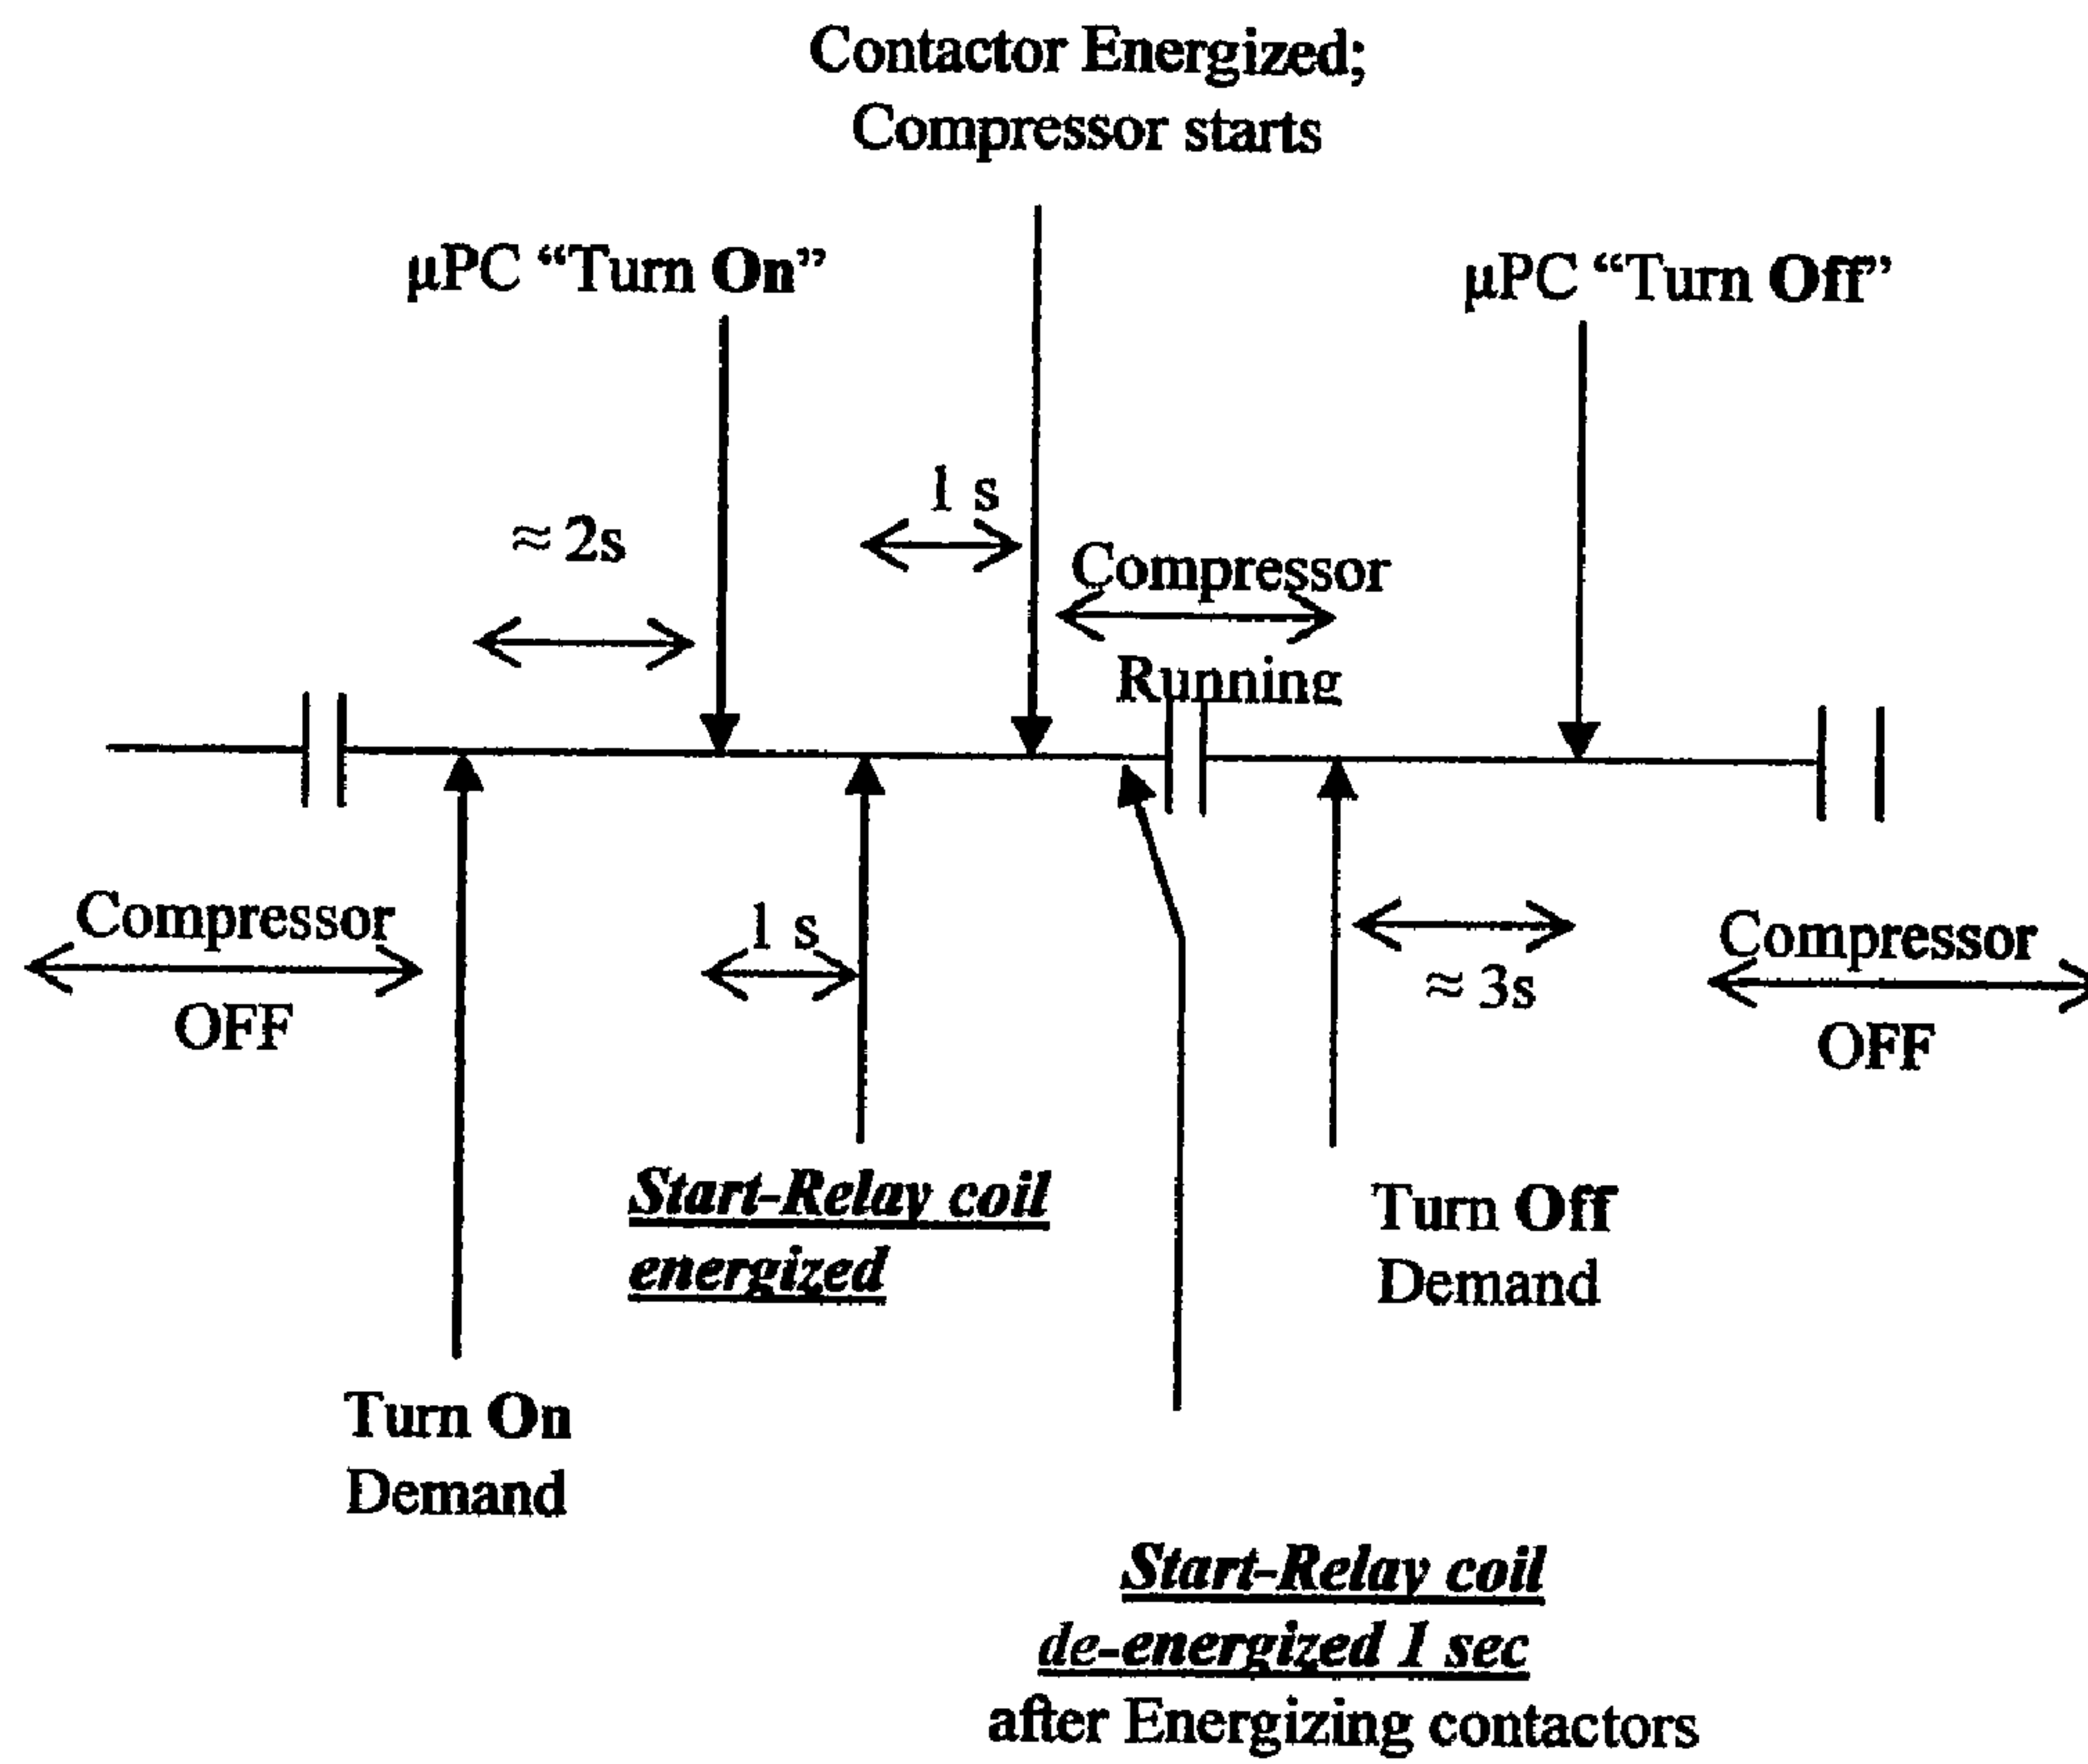 Contactor Energized;
Compressor starts
µPC “Turn On”
µPC “Turn Off”
1 s
≈ 2s
Compressor
Running
Compressor
OFF
1 s
≈ 3s
Compressor
OFF
Start-Relay coil
energized
Turn Off
Demand
Turn On
Demand
Start-Relay coil
de-energized 1 sec
after Energizing contactors